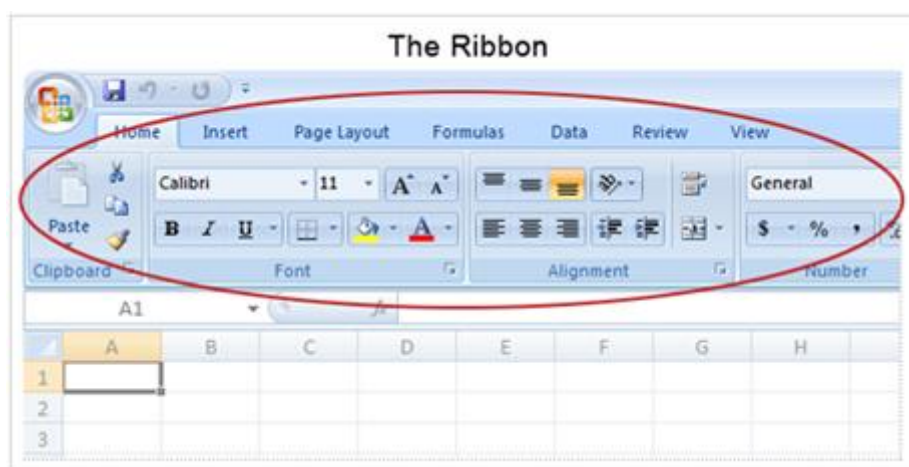 The Ribbon
Home Insert Page Layout Formulas Data Review View
Calibri 11 A A General
Paste B I U A $ % ,
Clipboard Font Alignment Number
A1 fx
A B C D E F G H
1
2
3